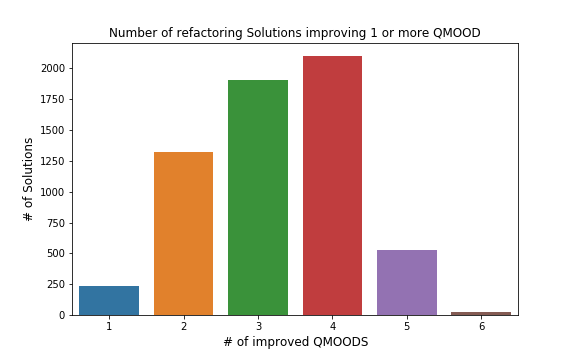 Number of refactoring Solutions improving 1 or more QMOOD
# of Solutions
2000
1750
1500
1250
1000
750
500
250
0
1 2 3 4 5 6
# of improved QMOODS